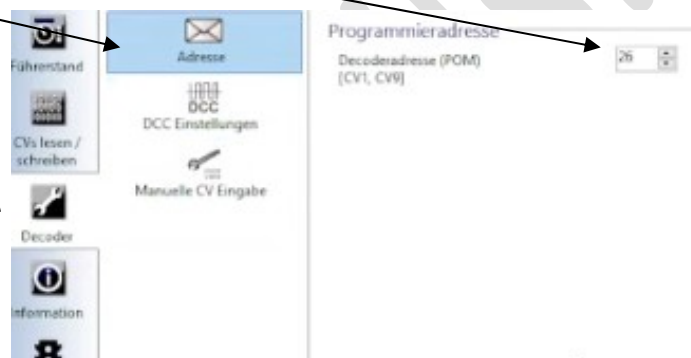 Führerstand
CVs lesen /
schreiben
Decoder
Information
Adresse
DCC
DCC Einstellungen
Manuelle CV Eingabe
Programmieradresse
Decoderadresse (POM)
(CV1, CV9)
26